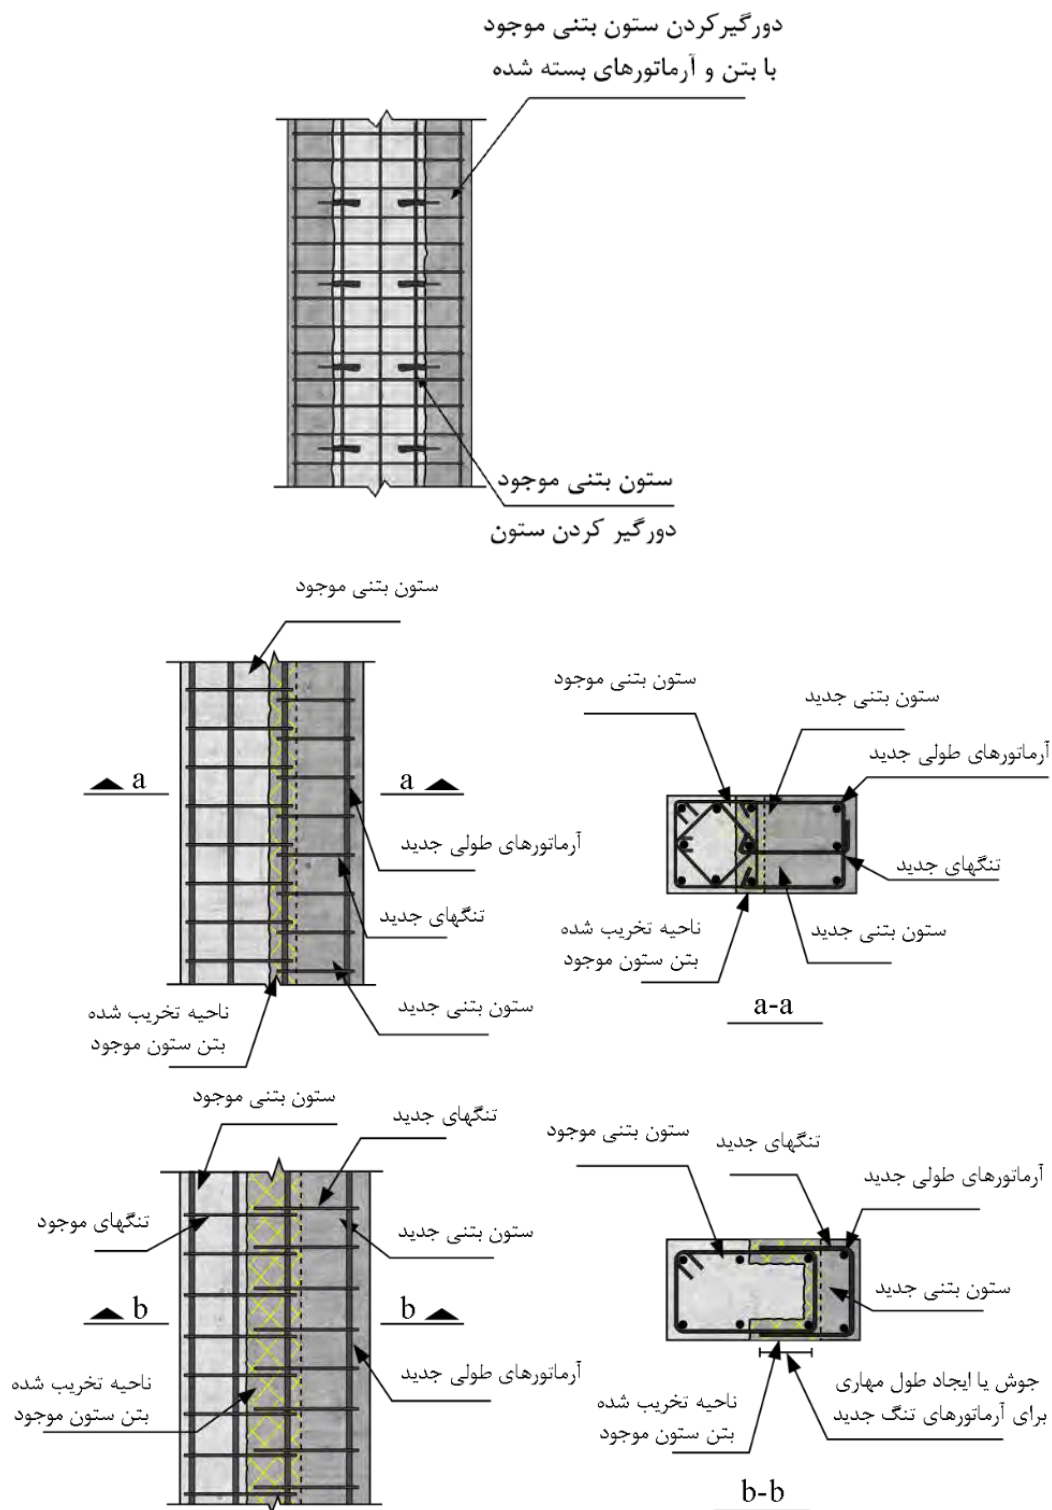 دورگیرکردن ستون بتنی موجود
با بتن و آرماتورهای بسته شده
ستون بتنی موجود
دورگیر کردن ستون
ستون بتنی موجود
a
a
آرماتورهای طولی جدید
تنگهای جدید
ستون بتنی جدید
ناحیه تخریب شده
بتن ستون موجود
ستون بتنی موجود
ستون بتنی جدید
آرماتورهای طولی جدید
تنگهای جدید
ستون بتنی جدید
ناحیه تخریب شده
بتن ستون موجود
a-a
ستون بتنی موجود
تنگهای جدید
تنگهای موجود
ستون بتنی جدید
b
b
آرماتورهای طولی جدید
ناحیه تخریب شده
بتن ستون موجود
ستون بتنی موجود
تنگهای جدید
آرماتورهای طولی جدید
ستون بتنی جدید
جوش یا ایجاد طول مهاری
برای آرماتورهای تنگ جدید
ناحیه تخریب شده
بتن ستون موجود
b-b